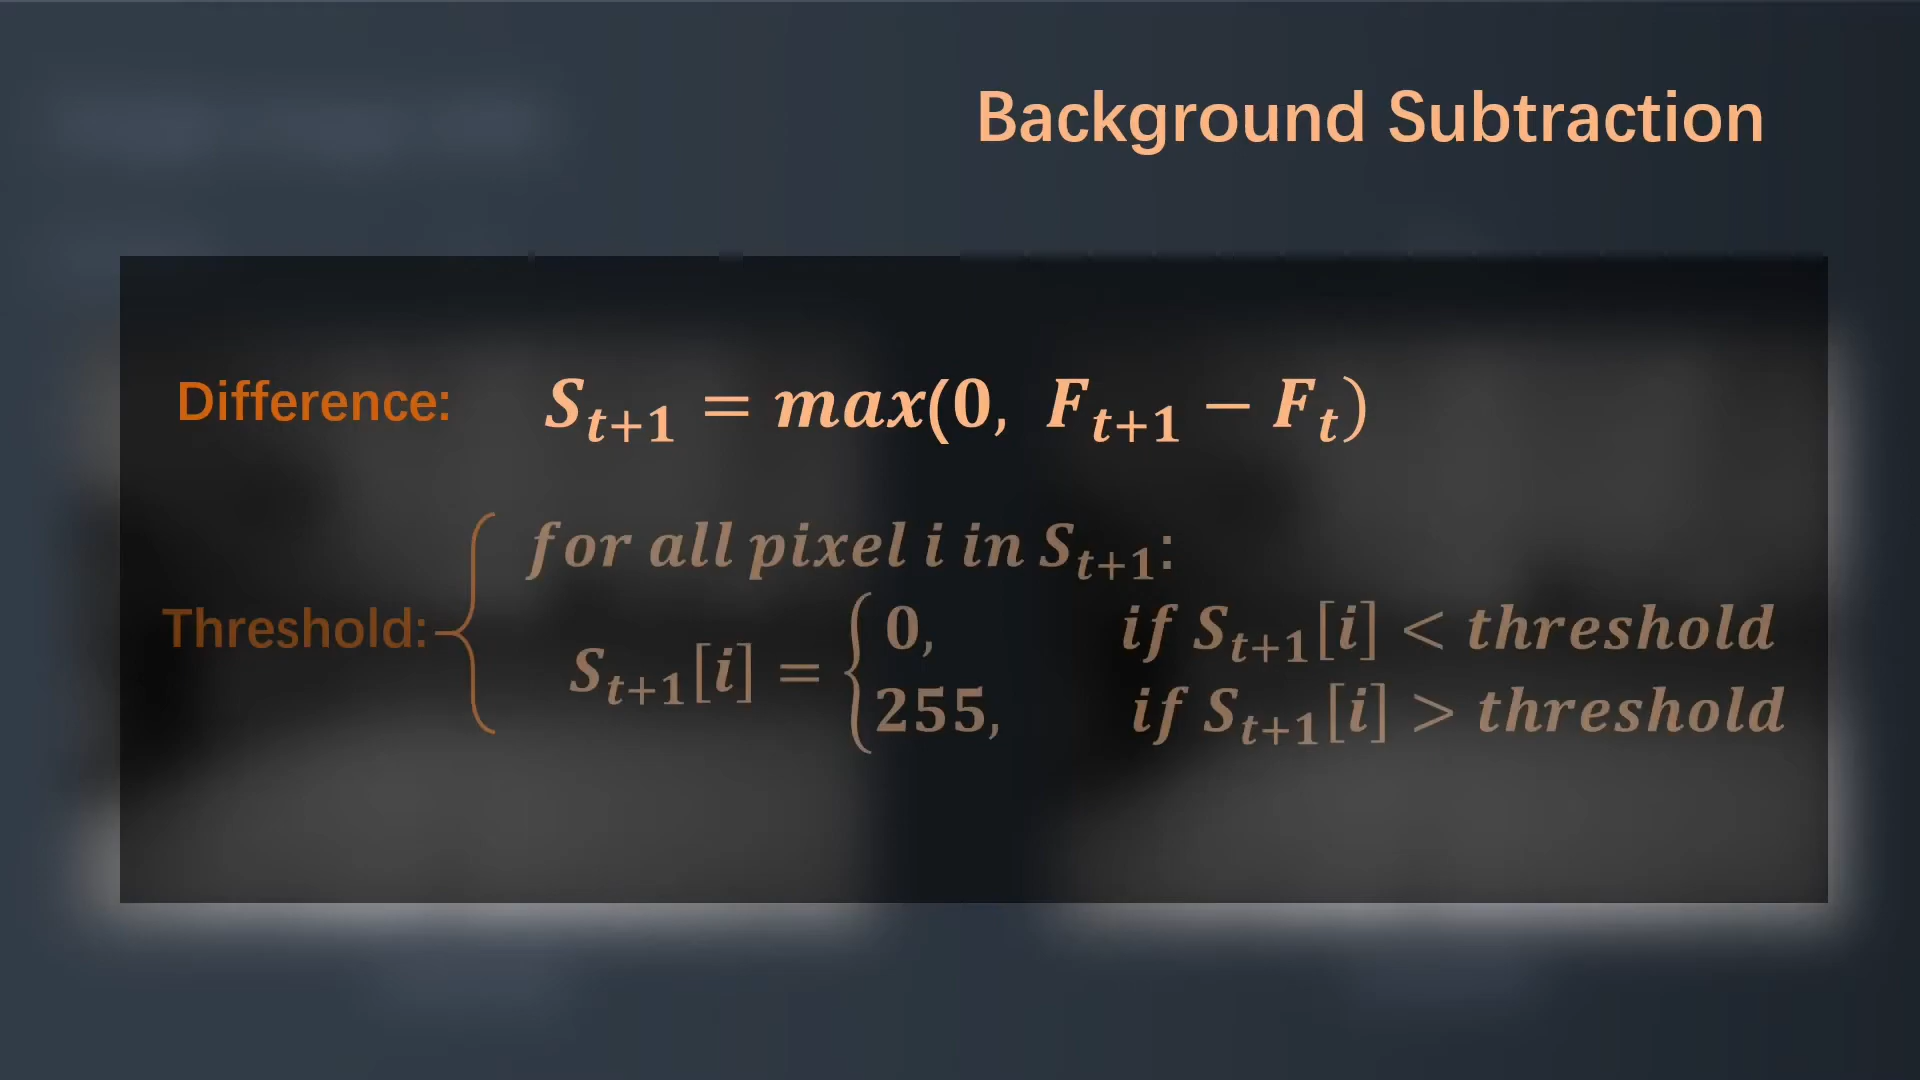 Background Subtraction
Difference: S_{t+1} = max(0, F_{t+1} − F_t)
for all pixel i in S_{t+1}:
Threshold: S_{t+1}[i] = { 0, if S_{t+1}[i] < threshold
255, if S_{t+1}[i] > threshold